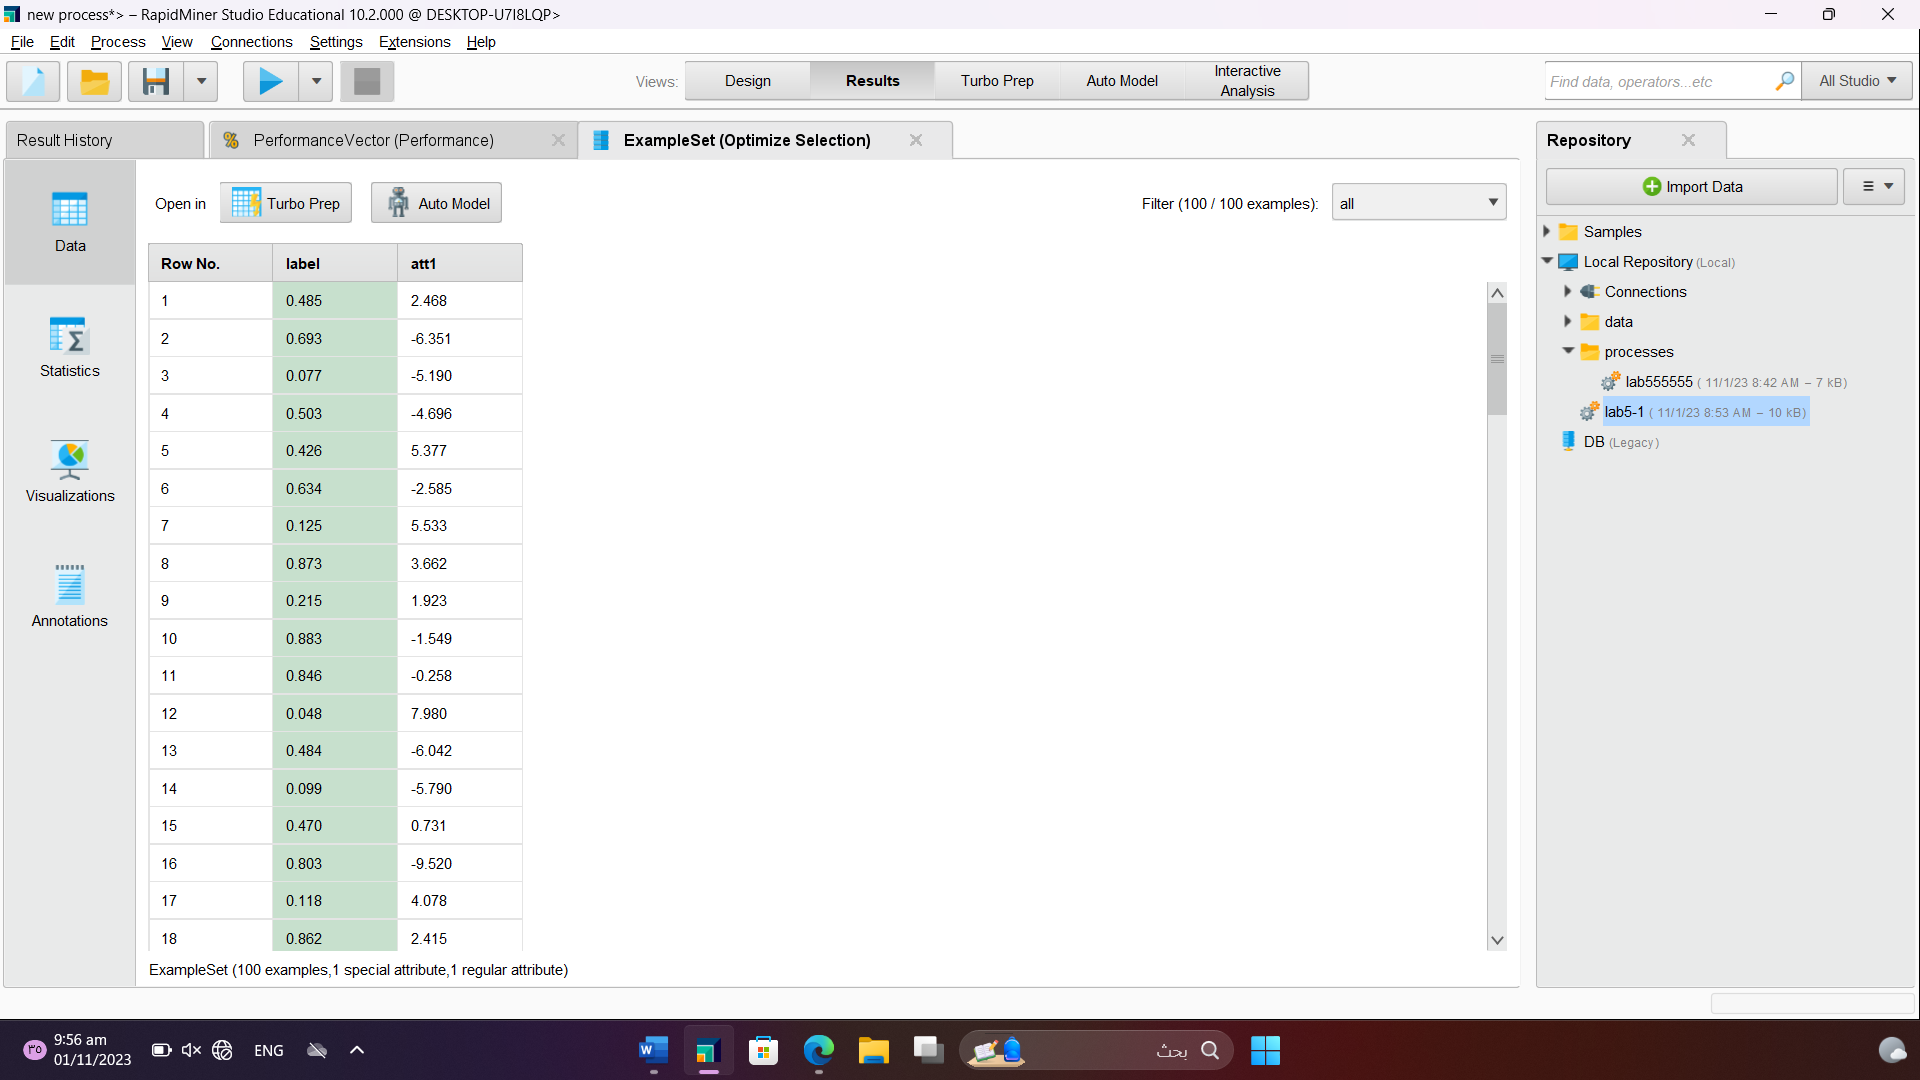 new process*> – RapidMiner Studio Educational 10.2.000 @ DESKTOP-U7I8LQP>
File Edit Process View Connections Settings Extensions Help
Views: Design Results Turbo Prep Auto Model Interactive Analysis
Find data, operators...etc All Studio
Result History
% PerformanceVector (Performance)
ExampleSet (Optimize Selection)
Repository
Data
Statistics
Visualizations
Annotations
Open in Turbo Prep Auto Model
Filter (100 / 100 examples): all
Row No. label att1
1 0.485 2.468
2 0.693 -6.351
3 0.077 -5.190
4 0.503 -4.696
5 0.426 5.377
6 0.634 -2.585
7 0.125 5.533
8 0.873 3.662
9 0.215 1.923
10 0.883 -1.549
11 0.846 -0.258
12 0.048 7.980
13 0.484 -6.042
14 0.099 -5.790
15 0.470 0.731
16 0.803 -9.520
17 0.118 4.078
18 0.862 2.415
ExampleSet (100 examples,1 special attribute,1 regular attribute)
Import Data
Samples
Local Repository (Local)
Connections
data
processes
lab555555 ( 11/1/23 8:42 AM – 7 kB)
lab5-1 ( 11/1/23 8:53 AM – 10 kB)
DB (Legacy)
٣٥
9:56 am
01/11/2023
ENG
W
بحث